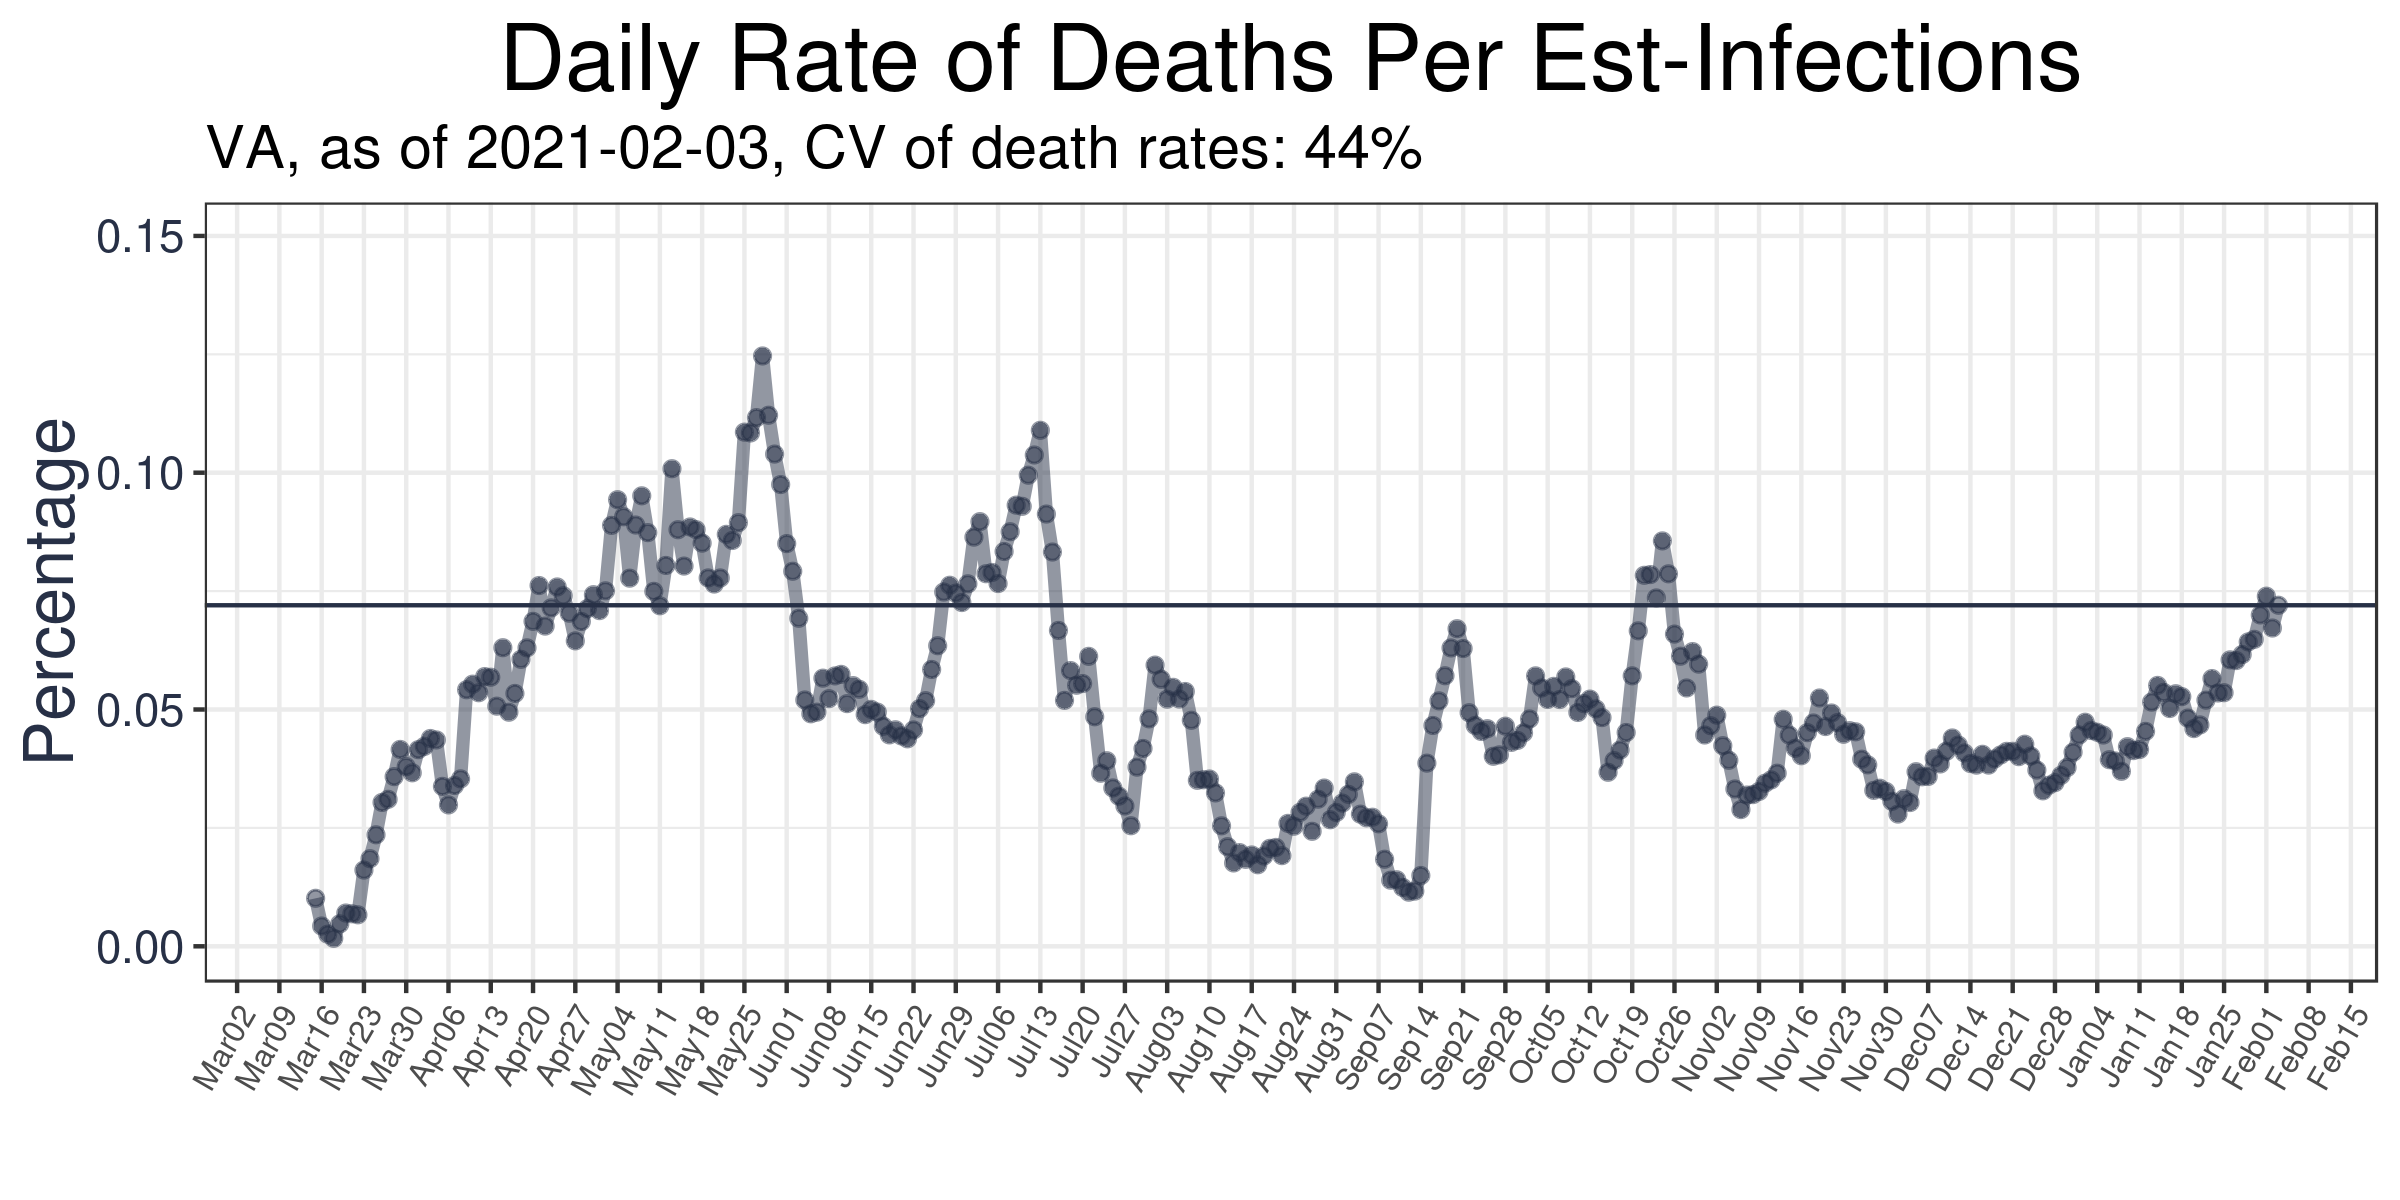 Daily Rate of Deaths Per Est-Infections
VA, as of 2021-02-03, CV of death rates: 44%
Percentage
0.15
0.10
0.05
0.00
Mar02
Mar09
Mar16
Mar23
Mar30
Apr06
Apr13
Apr20
Apr27
May04
May11
May18
May25
Jun01
Jun08
Jun15
Jun22
Jun29
Jul06
Jul13
Jul20
Jul27
Aug03
Aug10
Aug17
Aug24
Aug31
Sep07
Sep14
Sep21
Sep28
Oct05
Oct12
Oct19
Oct26
Nov02
Nov09
Nov16
Nov23
Nov30
Dec07
Dec14
Dec21
Dec28
Jan04
Jan11
Jan18
Jan25
Feb01
Feb08
Feb15